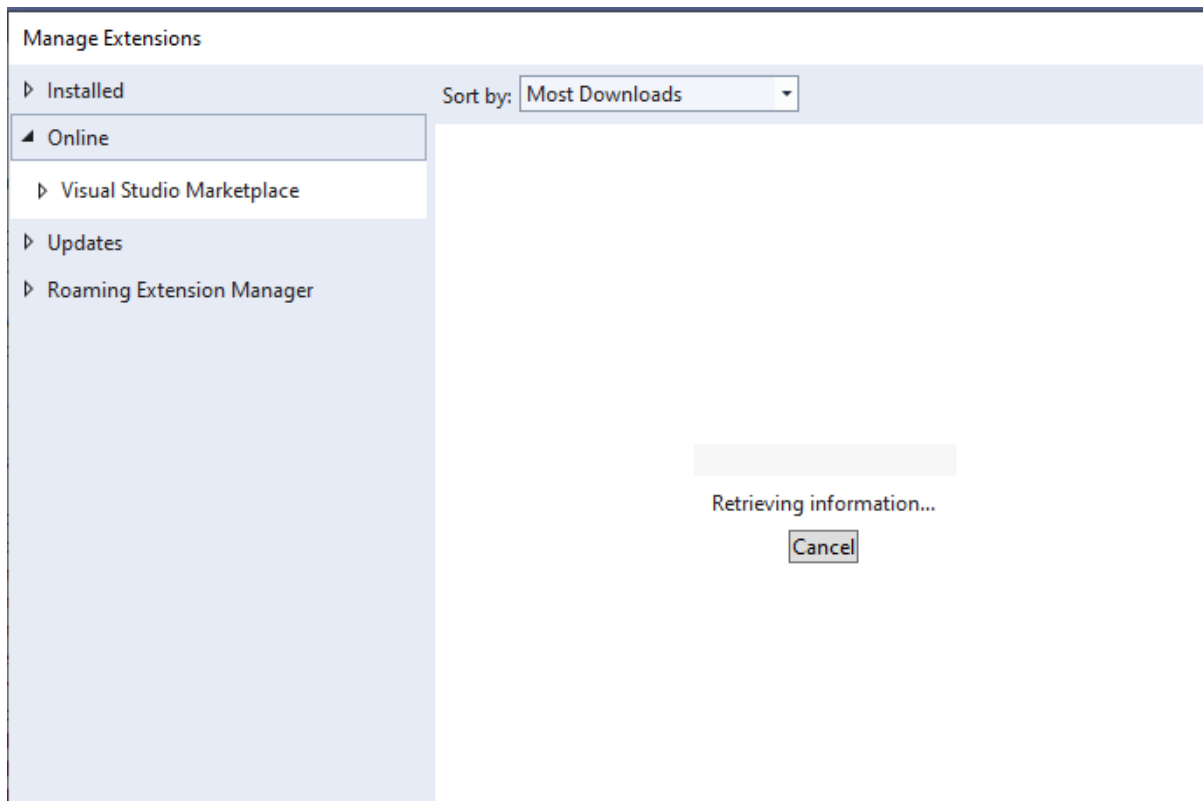 Manage Extensions
Installed
Online
Visual Studio Marketplace
Updates
Roaming Extension Manager
Sort by: Most Downloads
Retrieving information...
Cancel